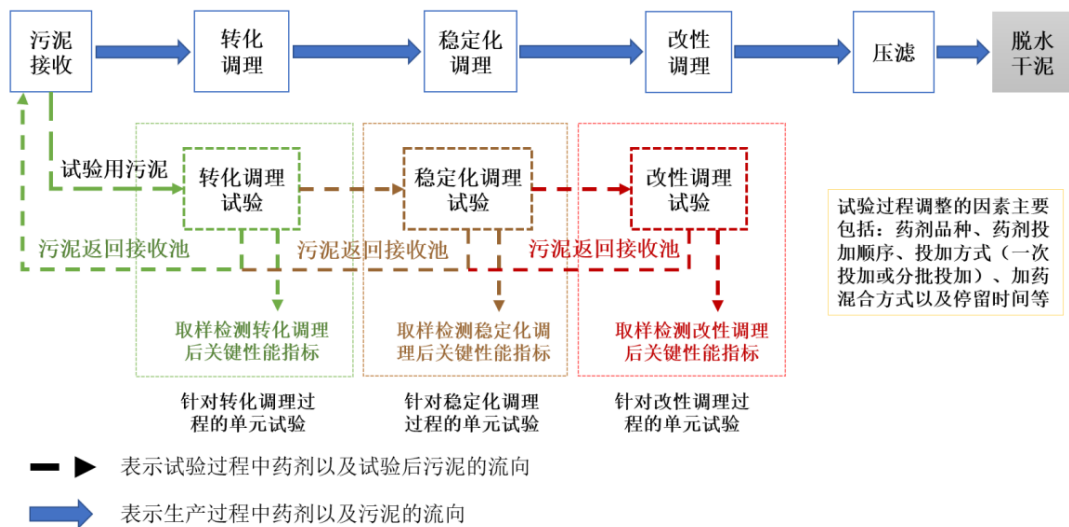 污泥
接收
转化
调理
稳定化
调理
改性
调理
压滤
脱水
干泥
试验用污泥
转化调理
试验
稳定化调理
试验
改性调理
试验
污泥返回接收池
污泥返回接收池
污泥返回接收池
取样检测转化调理
后关键性能指标
取样检测稳定化调
理后关键性能指标
取样检测改性调理
后关键性能指标
试验过程调整的因素主要
包括：药剂品种、药剂投
加顺序、投加方式（一次
投加或分批投加）、加药
混合方式以及停留时间等
针对转化调理过
程的单元试验
针对稳定化调理
过程的单元试验
针对改性调理过
程的单元试验
表示试验过程中药剂以及试验后污泥的流向
表示生产过程中药剂以及污泥的流向